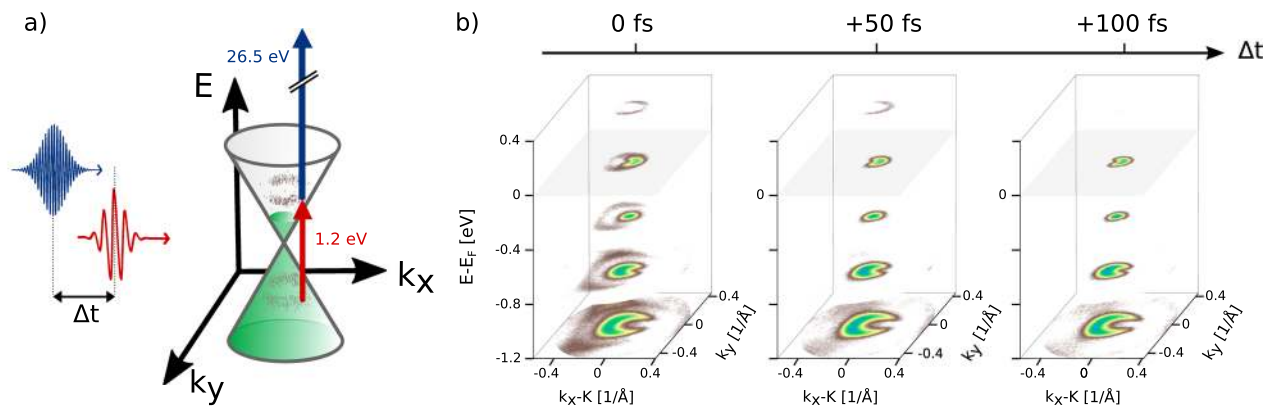 a)
26.5 eV
E
1.2 eV
kx
ky
Δt
b)
0 fs
+50 fs
+100 fs
Δt
0.4
0
-0.4
-0.8
-1.2
E-EF [eV]
-0.4
0
0.4
kx-K [1/Å]
-0.4
0
0.4
ky [1/Å]
0
-0.4
0
0.4
kx-K [1/Å]
-0.4
0
0.4
ky [1/Å]
0
-0.4
0
0.4
kx-K [1/Å]
-0.4
0
0.4
ky [1/Å]